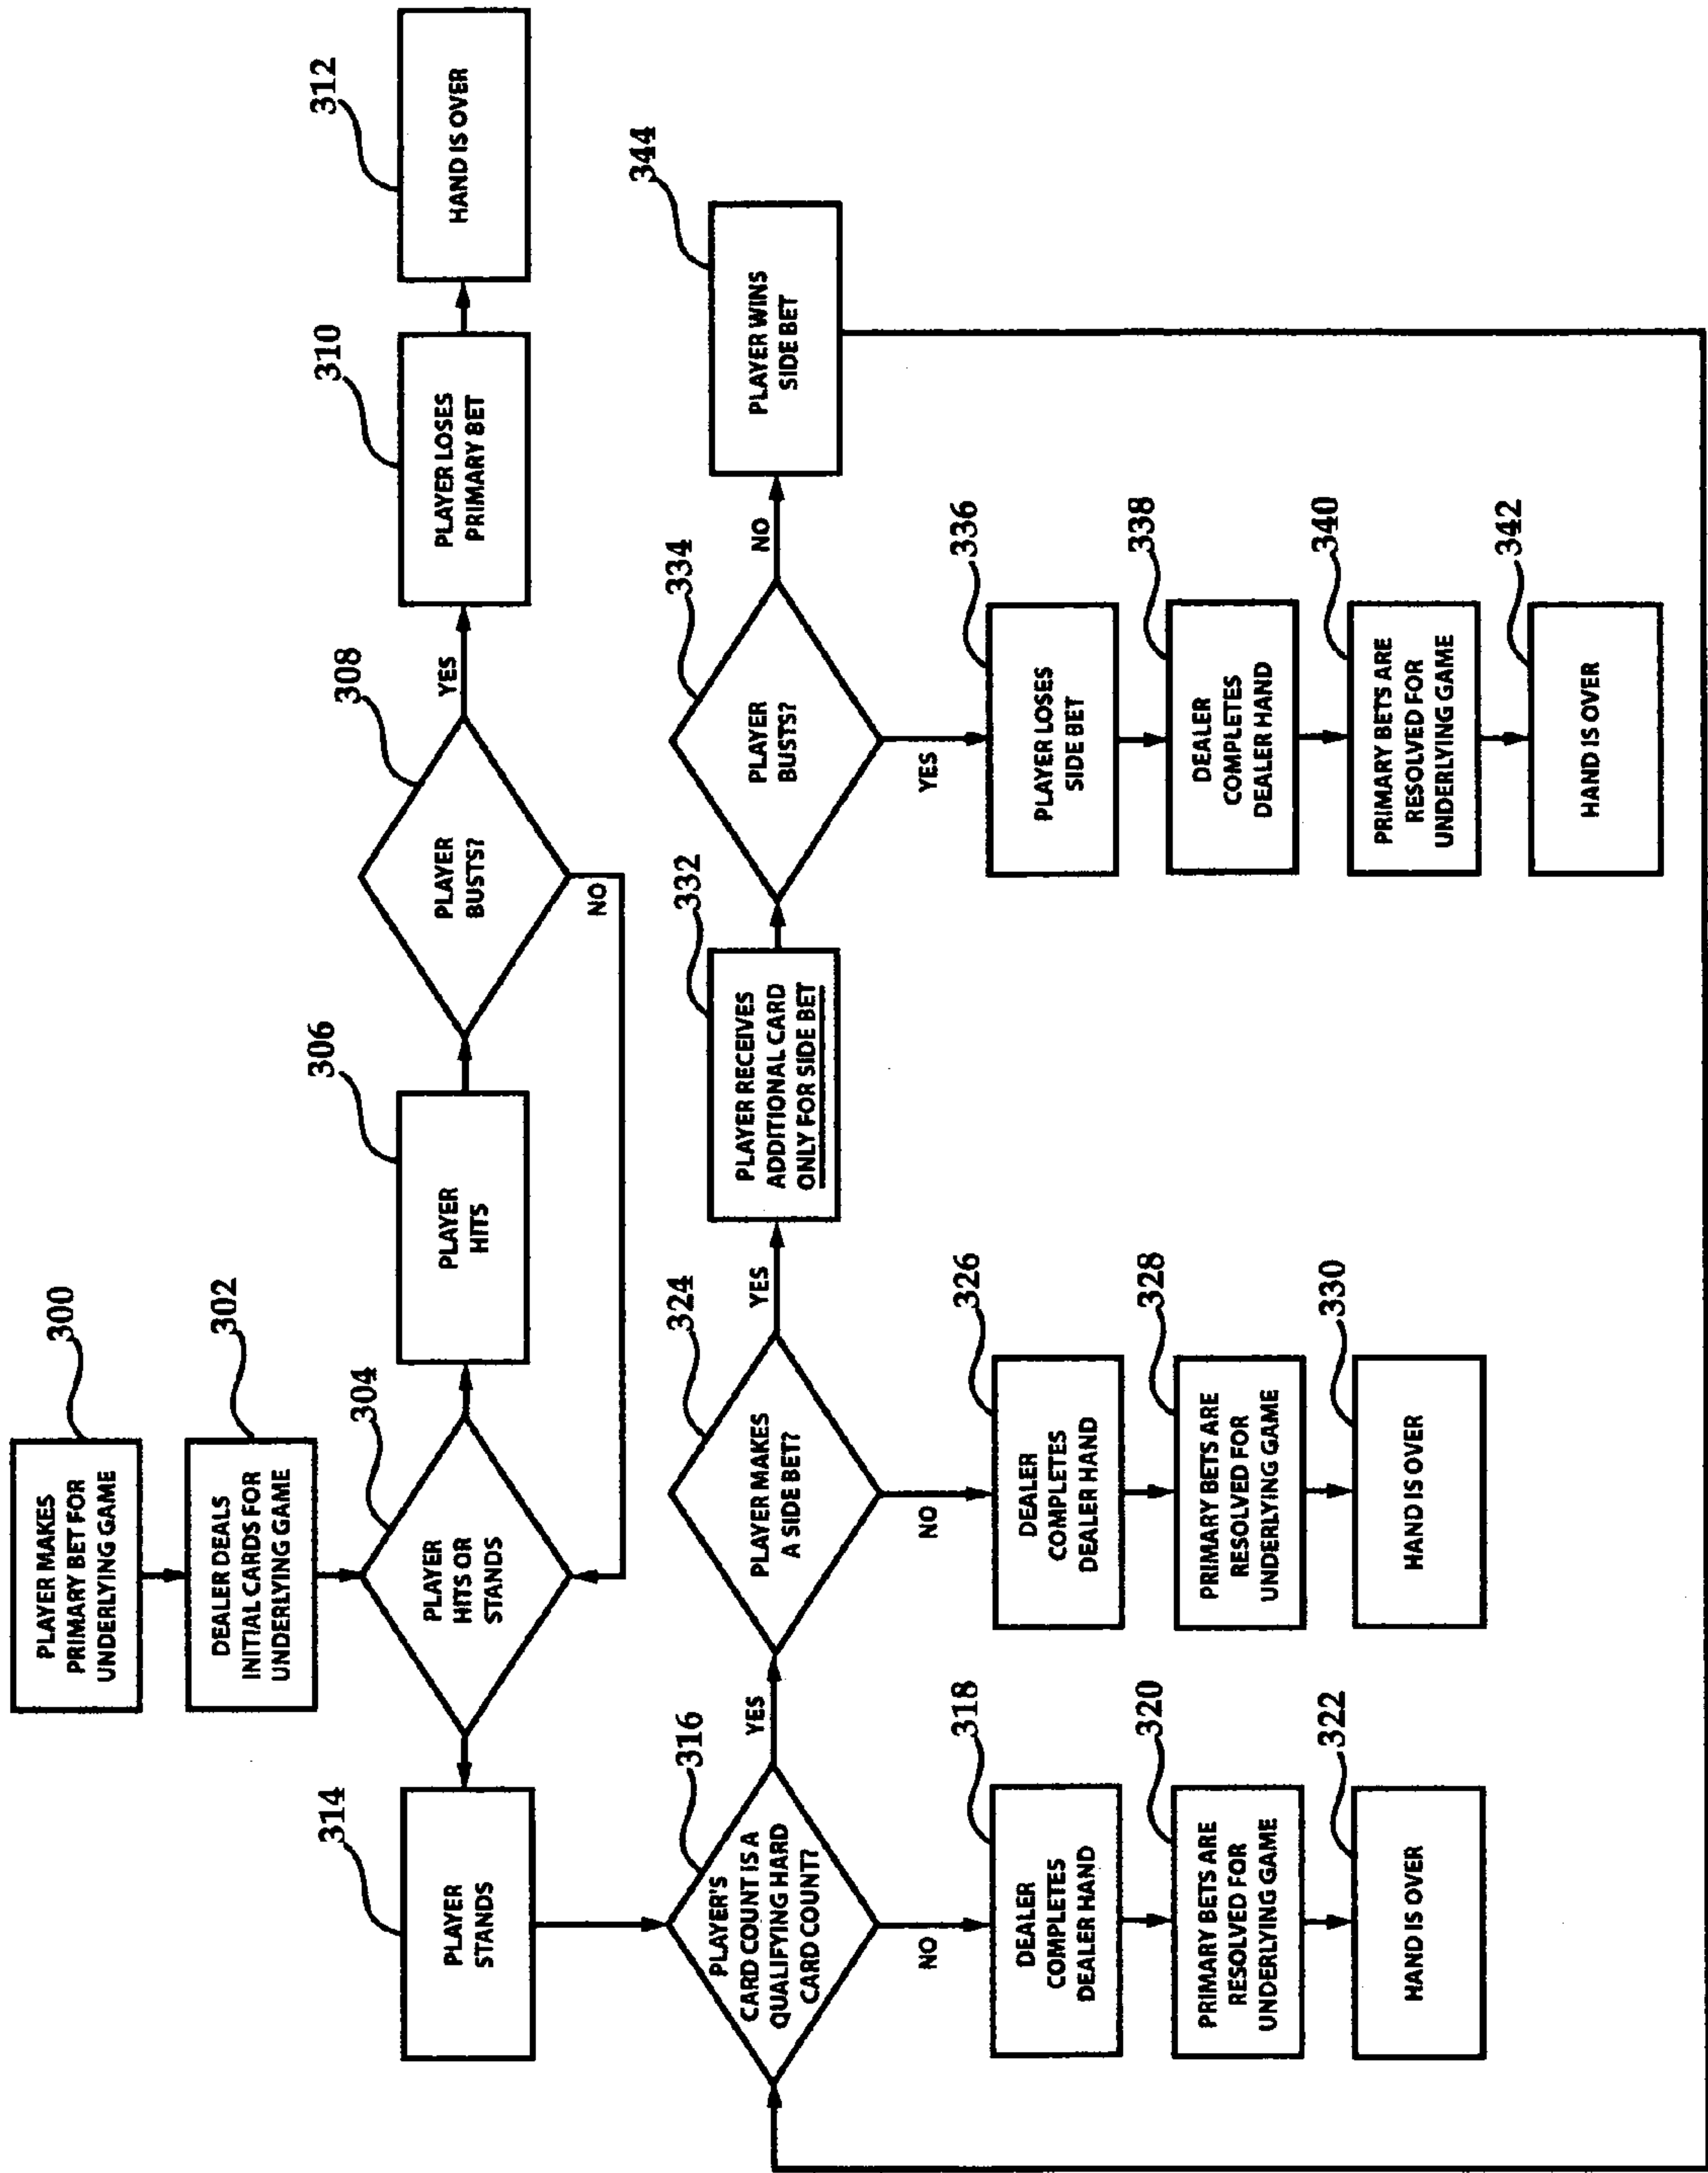 300
PLAYER MAKES
PRIMARY BET FOR
UNDERLYING GAME
302
DEALER DEALS
INITIAL CARDS FOR
UNDERLYING GAME
304
PLAYER
HITS OR
STANDS
306
PLAYER
HITS
308
PLAYER
BUSTS?
YES
NO
310
PLAYER LOSES
PRIMARY BET
312
HAND IS OVER
314
PLAYER
STANDS
316
PLAYER'S
CARD COUNT IS A
QUALIFYING HARD
CARD COUNT?
YES
NO
318
DEALER
COMPLETES
DEALER HAND
320
PRIMARY BETS ARE
RESOLVED FOR
UNDERLYING GAME
322
HAND IS OVER
324
PLAYER MAKES
A SIDE BET?
YES
NO
326
DEALER
COMPLETES
DEALER HAND
328
PRIMARY BETS ARE
RESOLVED FOR
UNDERLYING GAME
330
HAND IS OVER
332
PLAYER RECEIVES
ADDITIONAL CARD
ONLY FOR SIDE BET
334
PLAYER
BUSTS?
NO
YES
336
PLAYER LOSES
SIDE BET
338
DEALER
COMPLETES
DEALER HAND
340
PRIMARY BETS ARE
RESOLVED FOR
UNDERLYING GAME
342
HAND IS OVER
344
PLAYER WINS
SIDE BET